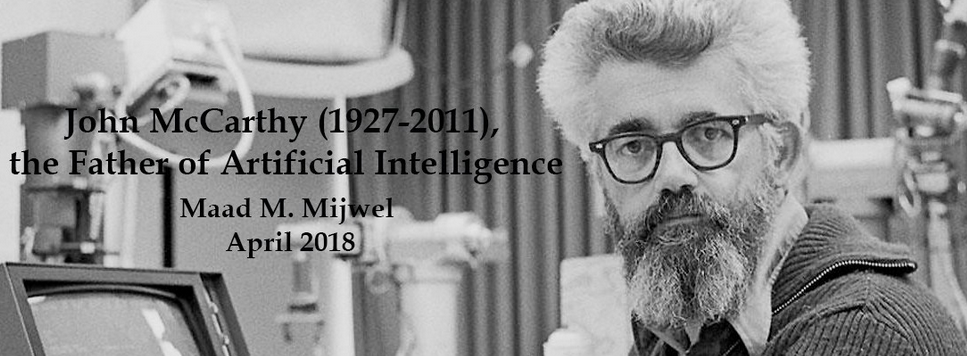 John McCarthy (1927-2011),
the Father of Artificial Intelligence
Maad M. Mijwel
April 2018